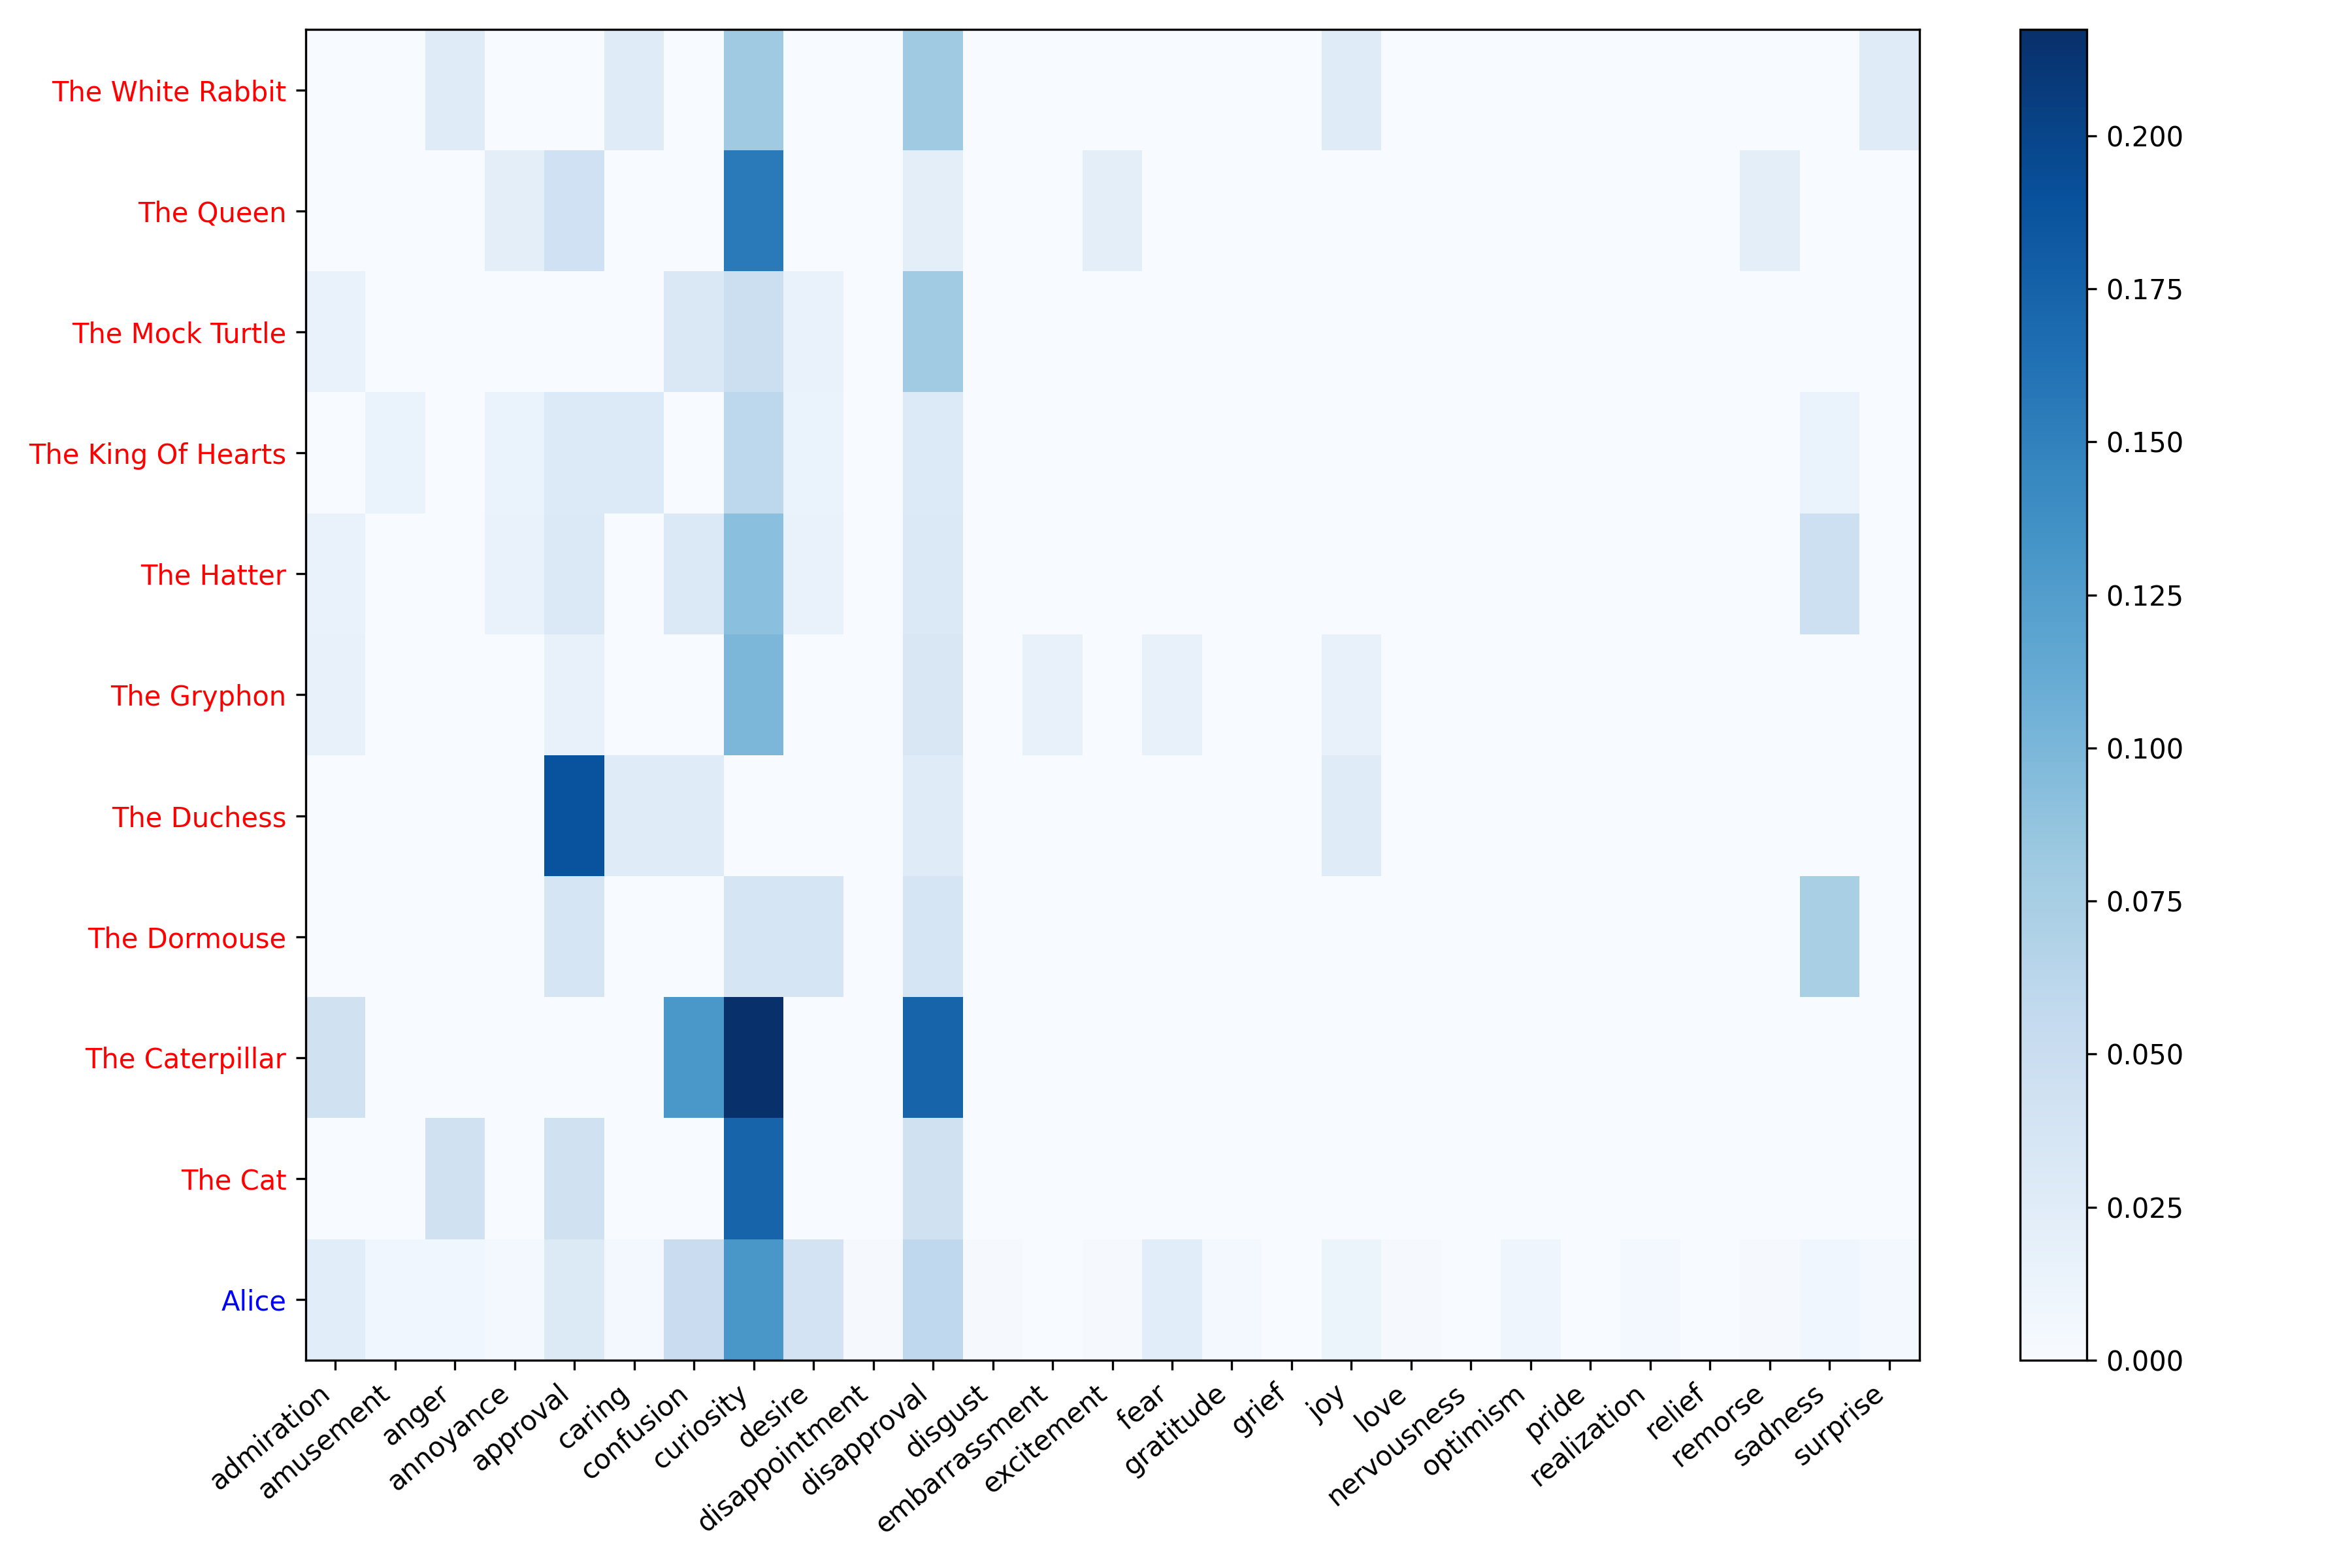 The White Rabbit
The Queen
The Mock Turtle
The King Of Hearts
The Hatter
The Gryphon
The Duchess
The Dormouse
The Caterpillar
The Cat
Alice
admiration
amusement
anger
annoyance
approval
caring
confusion
curiosity
desire
disappointment
disapproval
disgust
embarrassment
excitement
fear
gratitude
grief
joy
love
nervousness
optimism
pride
realization
relief
remorse
sadness
surprise
0.200
0.175
0.150
0.125
0.100
0.075
0.050
0.025
0.000